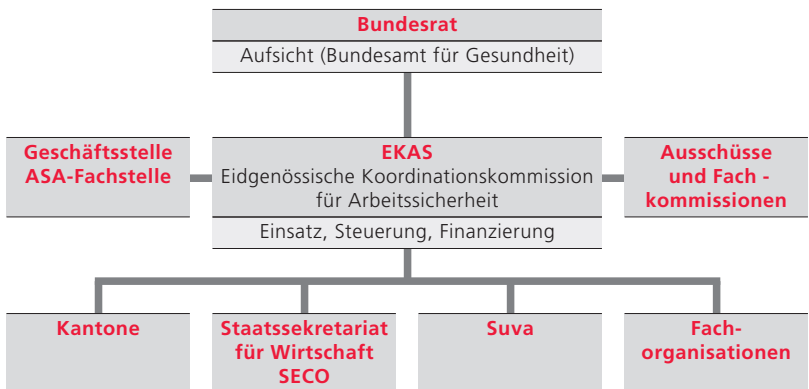 Bundesrat
Aufsicht (Bundesamt für Gesundheit)
Geschäftsstelle
ASA-Fachstelle
EKAS
Eidgenössische Koordinationskommission
für Arbeitssicherheit
Einsatz, Steuerung, Finanzierung
Ausschüsse
und Fach -
kommissionen
Kantone
Staatssekretariat
für Wirtschaft
SECO
Suva
Fach-
organisationen